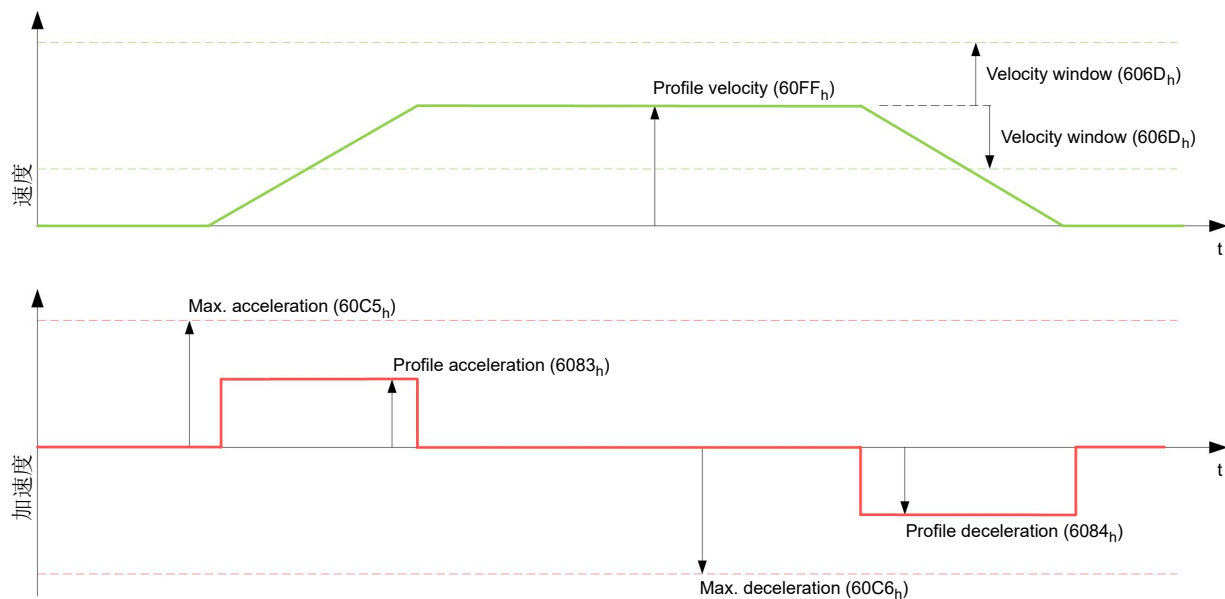 Velocity window (606Dh)
Profile velocity (60FFh)
Velocity window (606Dh)
速度
t
Max. acceleration (60C5h)
Profile acceleration (6083h)
加速度
t
Profile deceleration (6084h)
Max. deceleration (60C6h)